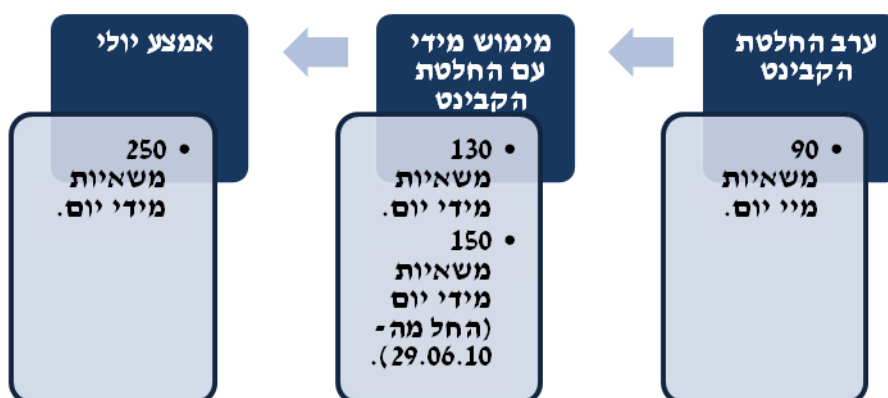 ערב החלטת
הקבינט
• 90
משאיות
מיי יום.
מימוש מידי
עם החלטת
הקבינט
• 130
משאיות
מידי יום.
• 150
משאיות
מידי יום
(החל מה-
29.06.10).
אמצע יולי
• 250
משאיות
מידי יום.